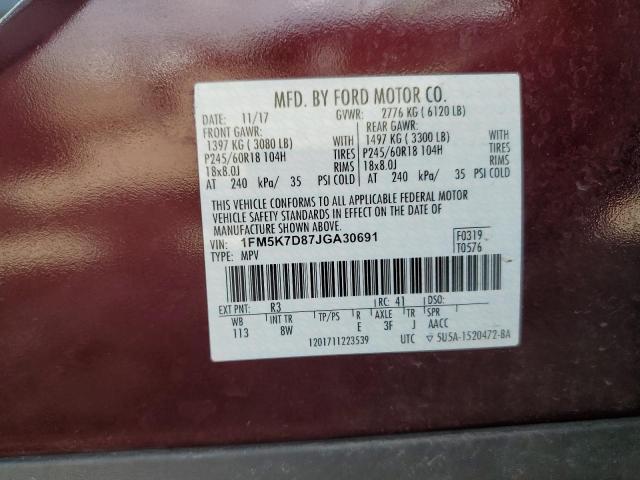 MFD. BY FORD MOTOR CO.
DATE: 11/17 GVWR: 2776 KG ( 6120 LB)
FRONT GAWR: REAR GAWR:
1397 KG ( 3080 LB) WITH 1497 KG ( 3300 LB) WITH
P245/60R18 104H TIRES P245/60R18 104H TIRES
18x8.0J RIMS 18x8.0J RIMS
AT 240 kPa/ 35 PSI COLD AT 240 kPa/ 35 PSI COLD
THIS VEHICLE CONFORMS TO ALL APPLICABLE FEDERAL MOTOR
VEHICLE SAFETY STANDARDS IN EFFECT ON THE DATE OF
MANUFACTURE SHOWN ABOVE.
VIN: 1FM5K7D87JGA30691 F0319
TYPE: MPV T0576
EXT PNT: R3 RC: 41 DSO:
WB INT TR TP/PS R AXLE TR SPR
113 8W E 3F J AACC
1201711223539 UTC ▽ 5U5A-1520472-BA